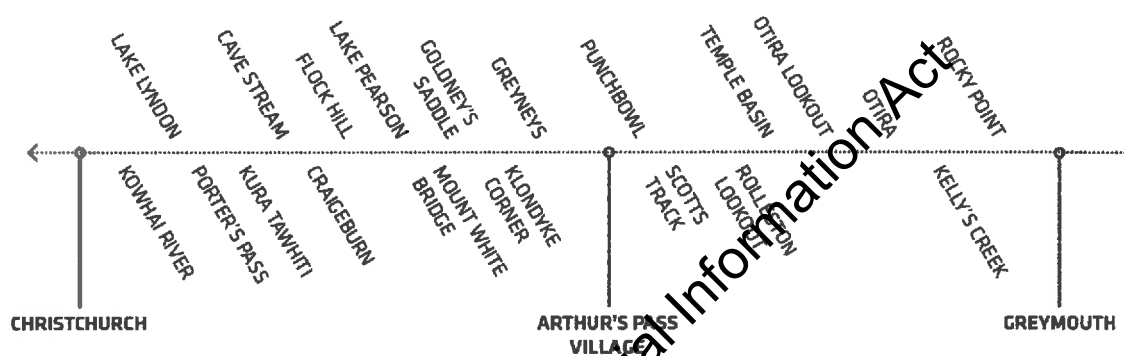 LAKE LYNDON
CAVE STREAM
FLOCK HILL
LAKE PEARSON
GOLDNEY'S
SADDLE
GREYNEYS
PUNCHBOWL
TEMPLE BASIN
OTIRA LOOKOUT
OTIRA
ROCKY POINT
KOWHAI RIVER
PORTER'S PASS
KURA TAWHITI
CRAIGEBURN
MOUNT WHITE
BRIDGE
KLONDYKE
CORNER
SCOTTS
TRACK
ROLLESTON
LOOKOUT
KELLY'S CREEK
CHRISTCHURCH
ARTHUR'S PASS
VILLAGE
GREYMOUTH
Information Act